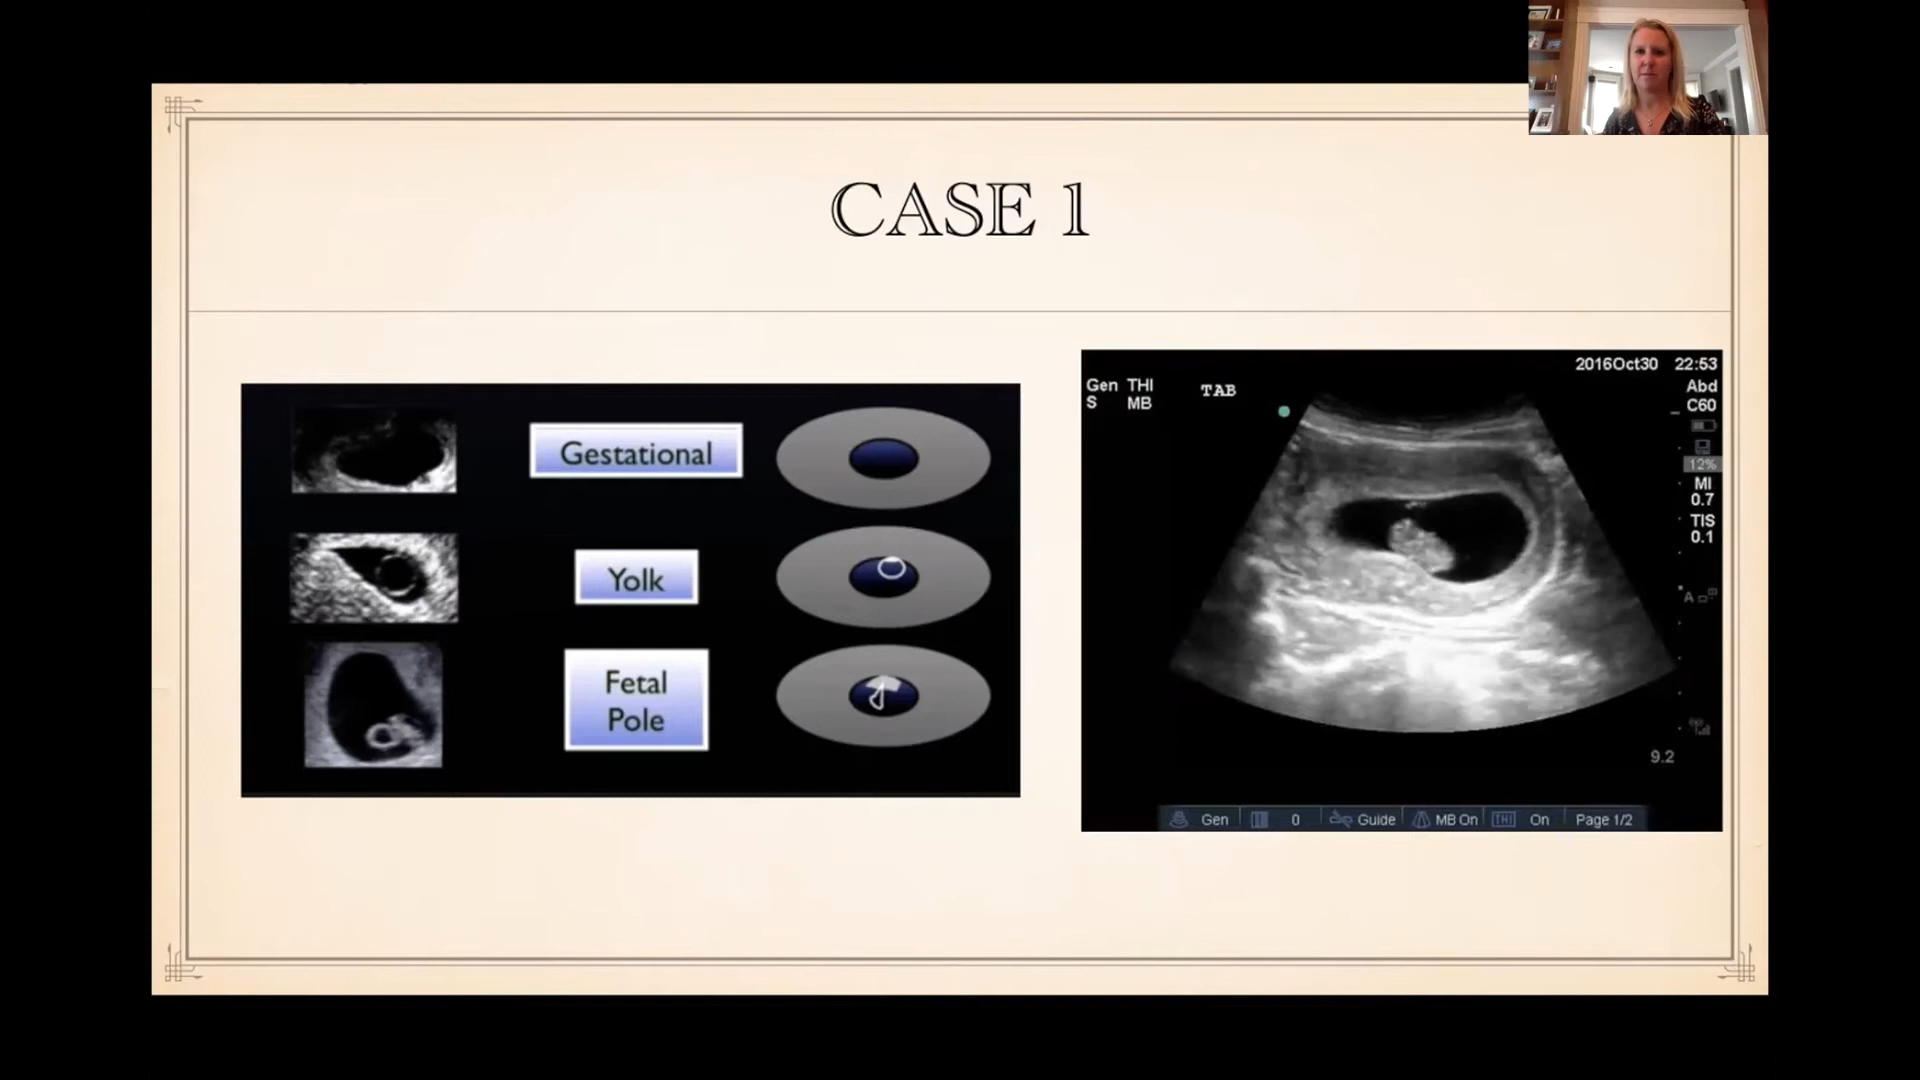 CASE 1
Gestational
Yolk
Fetal
Pole
2016Oct30 22:53
Gen THI
S MB
TAB
Abd
C60
12%
MI
0.7
TIS
0.1
A
9.2
Gen 0 Guide MB On THI On Page 1/2